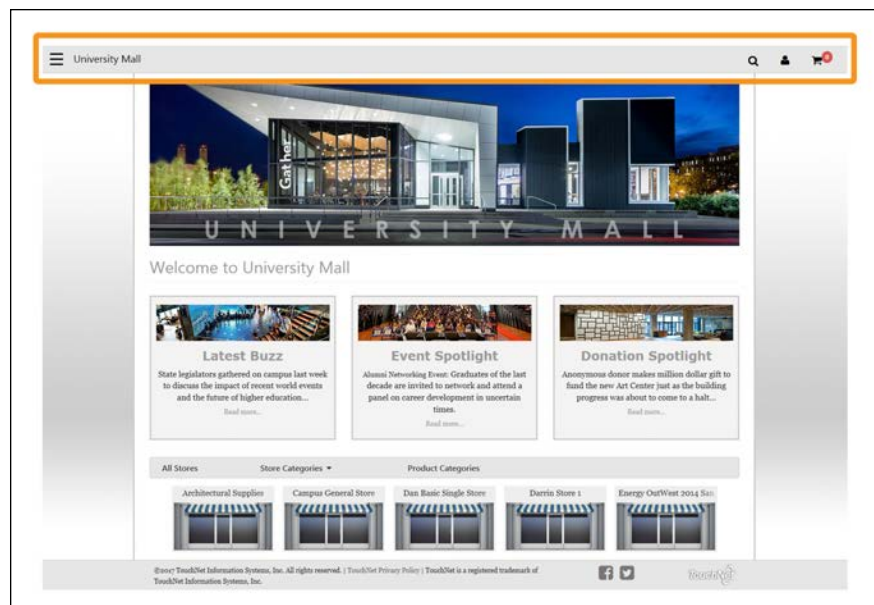 University Mall
0
Gather
UNIVERSITY MALL
Welcome to University Mall
Latest Buzz
State legislators gathered on campus last week
to discuss the impact of recent world events
and the future of higher education...
Read more...
Event Spotlight
Alumni Networking Event: Graduates of the last
decade are invited to network and attend a
panel on career development in uncertain
times.
Read more...
Donation Spotlight
Anonymous donor makes million dollar gift to
fund the new Art Center just as the building
progress was about to come to a halt...
Read more...
All Stores Store Categories Product Categories
Architectural Supplies
Campus General Store
Dan Basic Single Store
Darrin Store 1
Energy OutWest 2014 San
©2017 TouchNet Information Systems, Inc. All rights reserved. | TouchNet Privacy Policy | TouchNet is a registered trademark of
TouchNet Information Systems, Inc.
TouchNet